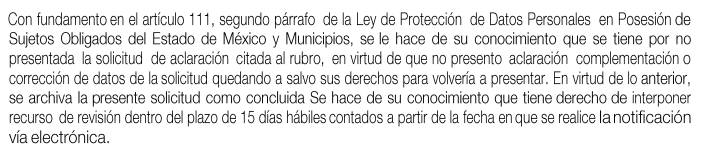 Con fundamento en el artículo 111, segundo párrafo de la Ley de Protección de Datos Personales en Posesión de
Sujetos Obligados del Estado de México y Municipios, se le hace de su conocimiento que se tiene por no
presentada la solicitud de aclaración citada al rubro, en virtud de que no presento aclaración complementación o
corrección de datos de la solicitud quedando a salvo sus derechos para volvería a presentar. En virtud de lo anterior,
se archiva la presente solicitud como concluida Se hace de su conocimiento que tiene derecho de interponer
recurso de revisión dentro del plazo de 15 días hábiles contados a partir de la fecha en que se realice la notificación
vía electrónica.